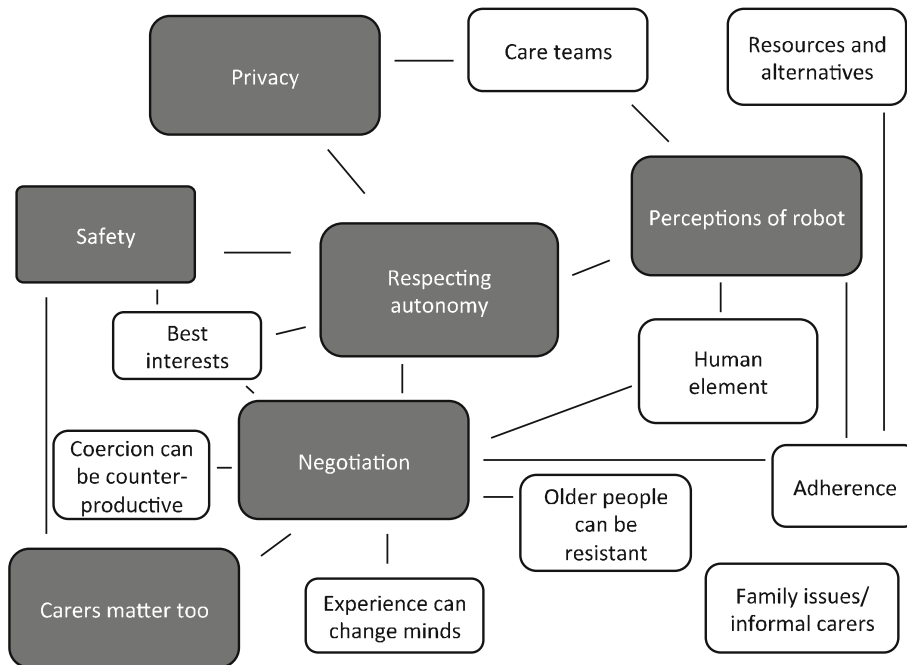 Privacy
Care teams
Resources and
alternatives
Safety
Perceptions of robot
Respecting
autonomy
Best
interests
Human
element
Coercion can
be counter-
productive
Negotiation
Older people
can be
resistant
Adherence
Carers matter too
Experience can
change minds
Family issues/
informal carers